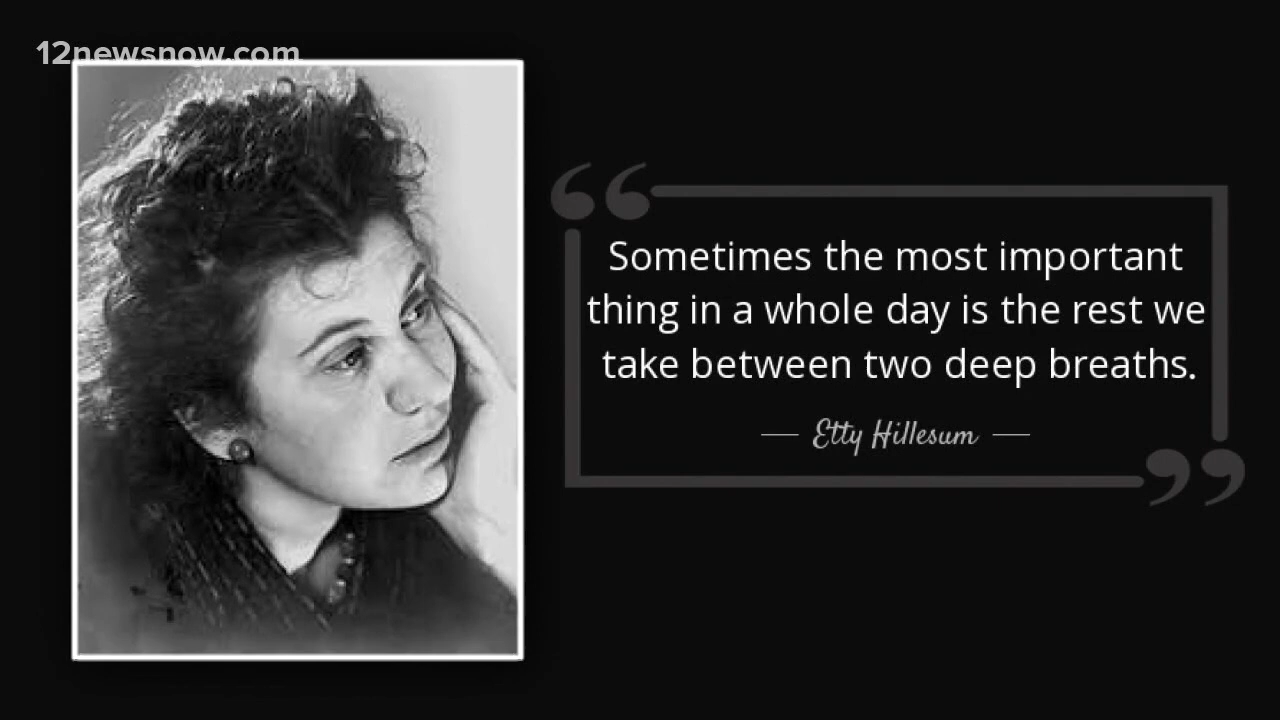 12newsnow.com
Sometimes the most important
thing in a whole day is the rest we
take between two deep breaths.
Etty Hillesum